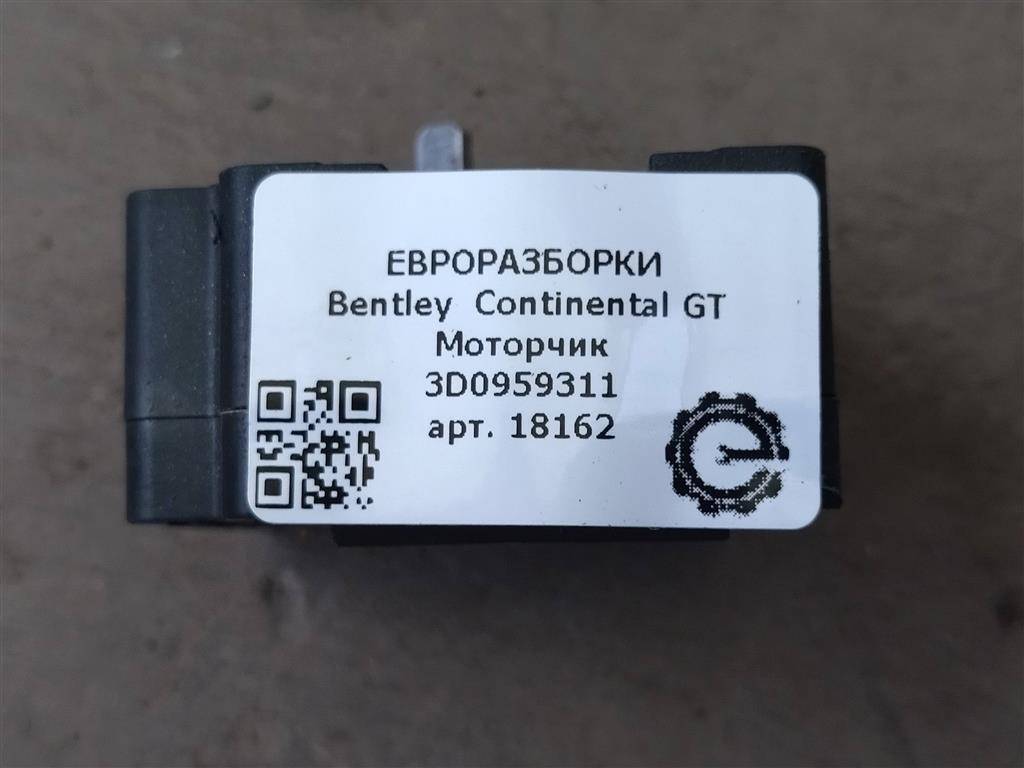 ЕВРОРАЗБОРКИ
Bentley Continental GT
Моторчик
3D0959311
арт. 18162